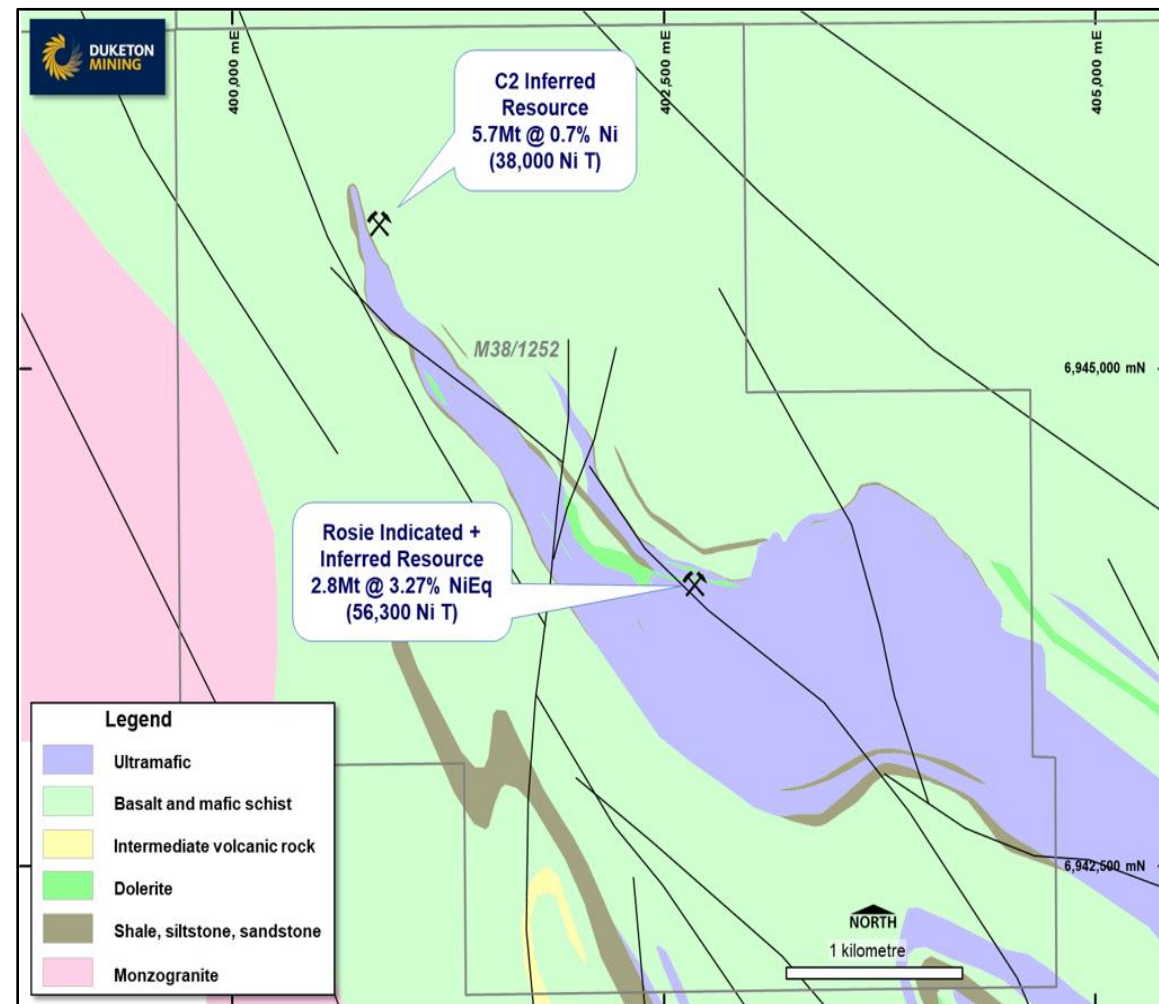 DUKETON
MINING
400,000 mE
402,500 mE
405,000 mE
C2 Inferred
Resource
5.7Mt @ 0.7% Ni
(38,000 Ni T)
M38/1252
6,945,000 mN
Rosie Indicated +
Inferred Resource
2.8Mt @ 3.27% NiEq
(56,300 Ni T)
Legend
Ultramafic
Basalt and mafic schist
Intermediate volcanic rock
Dolerite
Shale, siltstone, sandstone
Monzogranite
6,942,500 mN
NORTH
1 kilometre